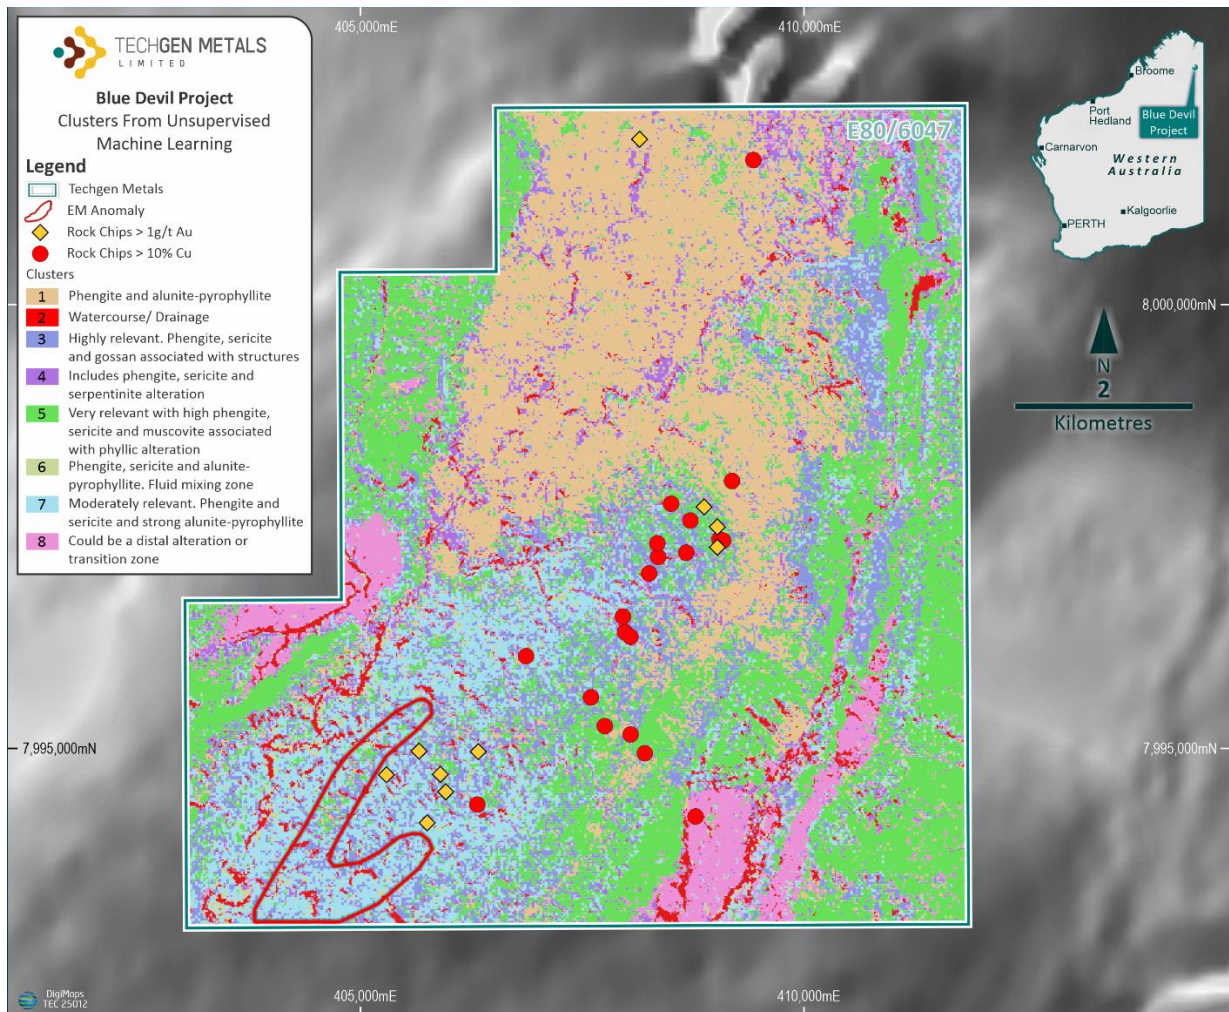 405,000mE
410,000mE
TECHGEN METALS
LIMITED
Blue Devil Project
Clusters From Unsupervised
Machine Learning
Legend
Techgen Metals
EM Anomaly
Rock Chips > 1g/t Au
Rock Chips > 10% Cu
Clusters
1 Phengite and alunite-pyrophyllite
2 Watercourse/ Drainage
3 Highly relevant. Phengite, sericite
and gossan associated with structures
4 Includes phengite, sericite and
serpentinite alteration
5 Very relevant with high phengite,
sericite and muscovite associated
with phyllic alteration
6 Phengite, sericite and alunite-
pyrophyllite. Fluid mixing zone
7 Moderately relevant. Phengite and
sericite and strong alunite-pyrophyllite
8 Could be a distal alteration or
transition zone
E80/6047
Broome
Port
Hedland
Blue Devil
Project
Carnarvon
Western
Australia
Kalgoorlie
PERTH
8,000,000mN
N
2
Kilometres
7,995,000mN
7,995,000mN
DigiMaps
TEC 25012
405,000mE
410,000mE